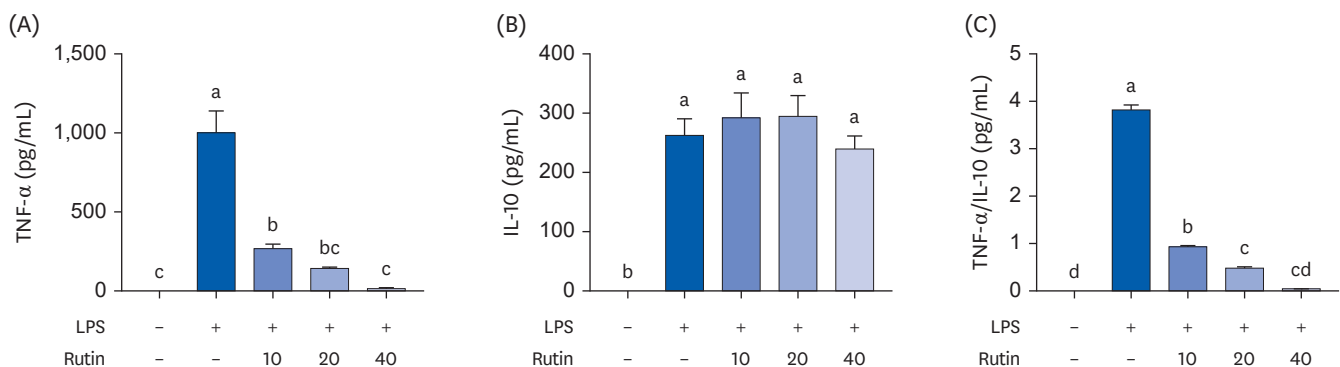 (A)
TNF-α (pg/mL)
1,500
1,000
500
0
c
a
b
bc
c
LPS – + + + +
Rutin – – 10 20 40
(B)
IL-10 (pg/mL)
400
300
200
100
0
b
a
a
a
a
LPS – + + + +
Rutin – – 10 20 40
(C)
TNF-α/IL-10 (pg/mL)
5
4
3
2
1
0
d
a
b
c
cd
LPS – + + + +
Rutin – – 10 20 40